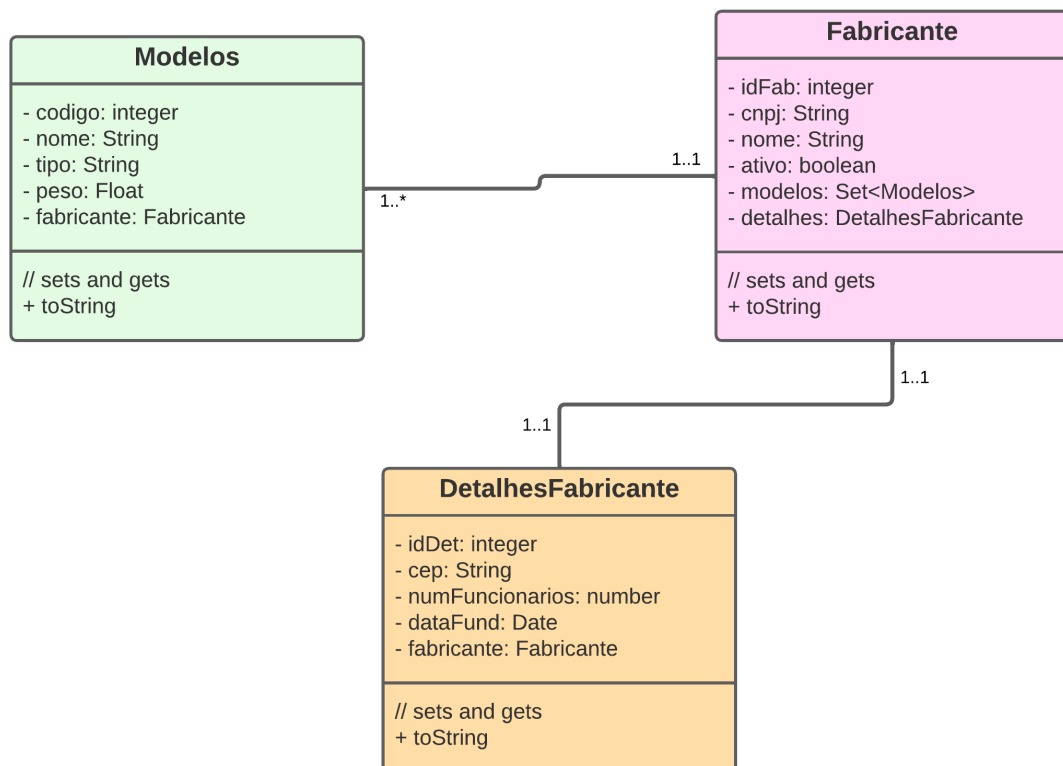 Modelos
- codigo: integer
- nome: String
- tipo: String
- peso: Float
- fabricante: Fabricante
// sets and gets
+ toString
1..*
1..1
Fabricante
- idFab: integer
- cnpj: String
- nome: String
- ativo: boolean
- modelos: Set<Modelos>
- detalhes: DetalhesFabricante
// sets and gets
+ toString
1..1
1..1
DetalhesFabricante
- idDet: integer
- cep: String
- numFuncionarios: number
- dataFund: Date
- fabricante: Fabricante
// sets and gets
+ toString